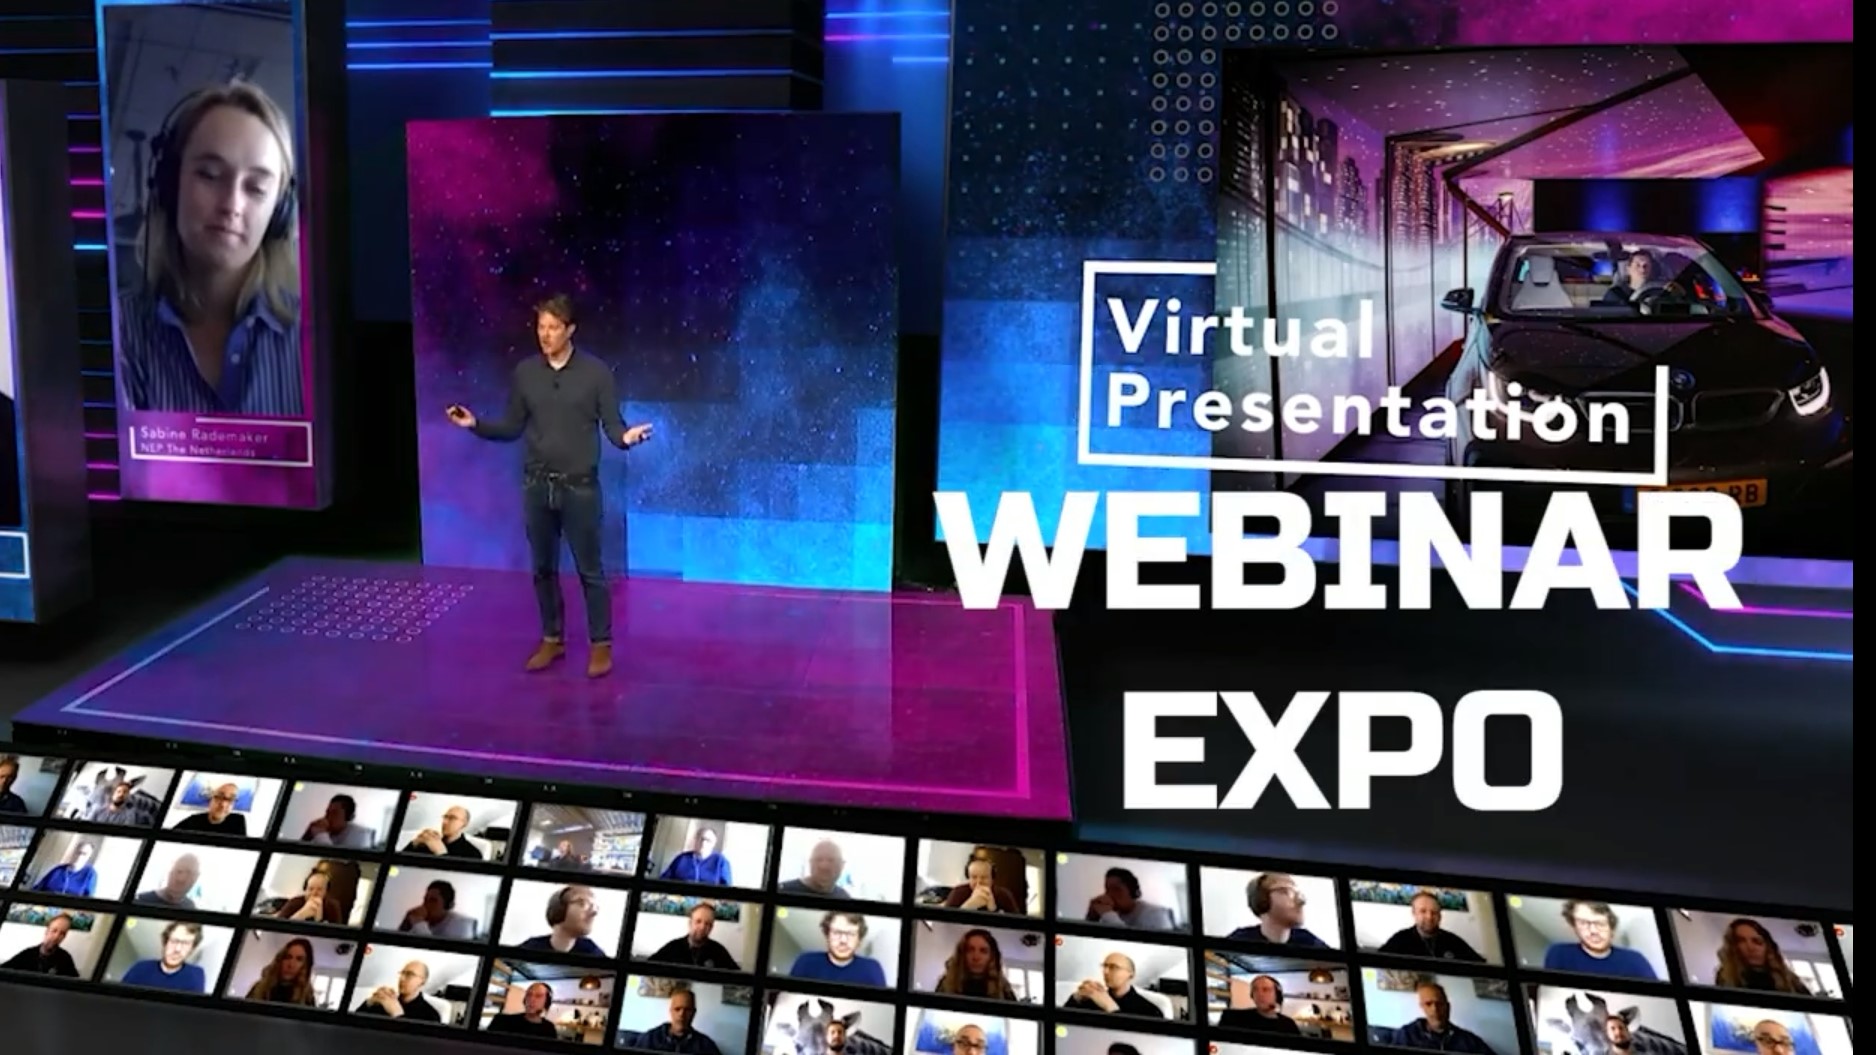 Sabine Rademaker
NEP The Netherlands
Virtual
Presentation
WEBINAR
EXPO